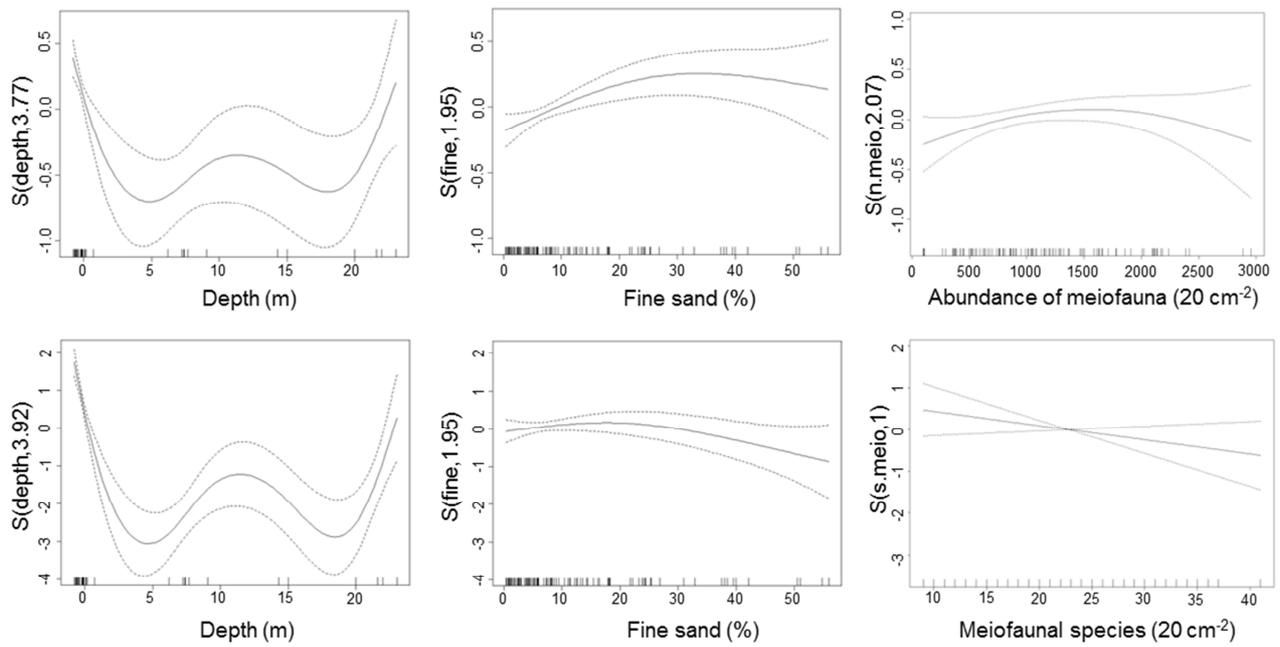 S(depth,3.77)
0.5
0.0
-0.5
-1.0
0 5 10 15 20
Depth (m)
S(fine,1.95)
0.5
0.0
-0.5
-1.0
0 10 20 30 40 50
Fine sand (%)
S(n.meio,2.07)
1.0
0.5
0.0
-0.5
-1.0
0 500 1000 1500 2000 2500 3000
Abundance of meiofauna (20 cm-2)
S(depth,3.92)
2
1
0
-1
-2
-3
-4
0 5 10 15 20
Depth (m)
S(fine,1.95)
2
1
0
1
-2
-3
-4
0 10 20 30 40 50
Fine sand (%)
S(s.meio,1)
2
1
0
-1
-2
-3
10 15 20 25 30 35 40
Meiofaunal species (20 cm-2)